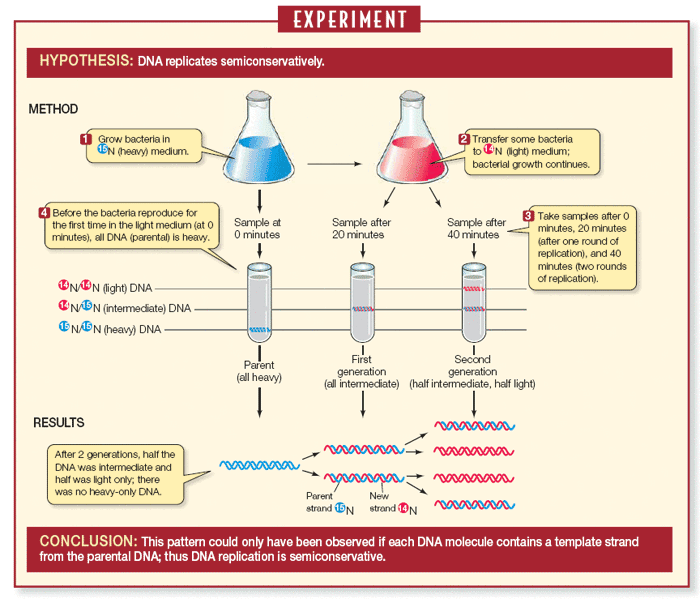 EXPERIMENT
HYPOTHESIS: DNA replicates semiconservatively.
METHOD
1 Grow bacteria in
15N (heavy) medium.
2 Transfer some bacteria
to 14N (light) medium;
bacterial growth continues.
4 Before the bacteria reproduce for
the first time in the light medium (at 0
minutes), all DNA (parental) is heavy.
Sample at
0 minutes
Sample after
20 minutes
Sample after
40 minutes
3 Take samples after 0
minutes, 20 minutes
(after one round of
replication), and 40
minutes (two rounds
of replication).
14N/14N (light) DNA
14N/15N (intermediate) DNA
15N/15N (heavy) DNA
Parent
(all heavy)
First
generation
(all intermediate)
Second
generation
(half intermediate, half light)
RESULTS
After 2 generations, half the
DNA was intermediate and
half was light only; there
was no heavy-only DNA.
Parent
strand 15N
New
strand 14N
CONCLUSION: This pattern could only have been observed if each DNA molecule contains a template strand
from the parental DNA; thus DNA replication is semiconservative.